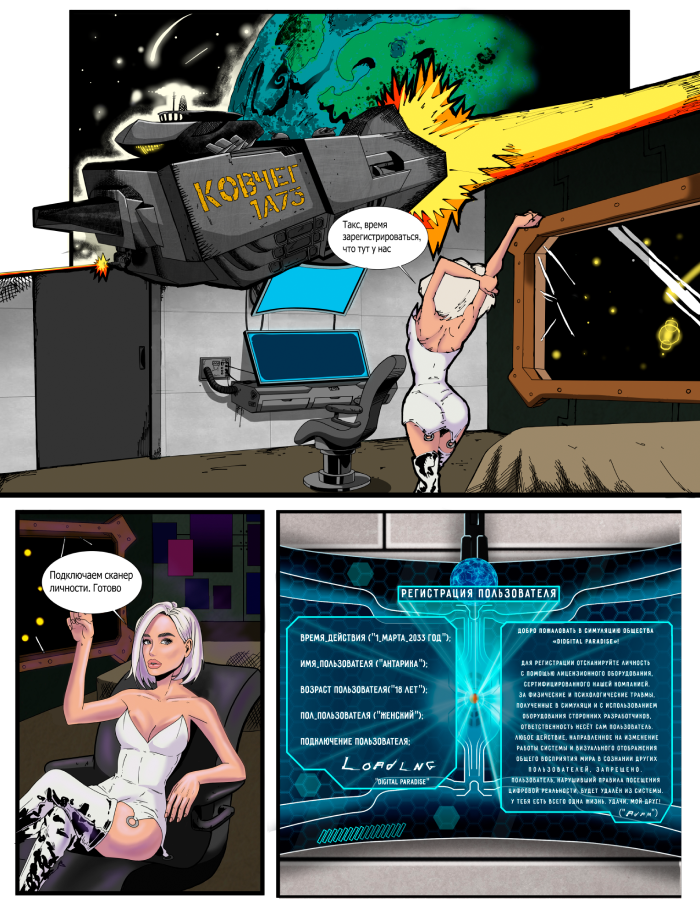 КОВЧЕГ
1А73
Такс, время
зарегистрироваться,
что тут у нас
Подключаем сканер
личности. Готово
РЕГИСТРАЦИЯ ПОЛЬЗОВАТЕЛЯ
ВРЕМЯ_ДЕЙСТВИЯ ("1_МАРТА_2033 ГОД");
ИМЯ_ПОЛЬЗОВАТЕЛЯ ("АНТАРИКА");
ВОЗРАСТ ПОЛЬЗОВАТЕЛЯ("18 ЛЕТ");
ПОЛ_ПОЛЬЗОВАТЕЛЯ ("ЖЕНСКИЙ");
ПОДКЛЮЧЕНИЕ ПОЛЬЗОВАТЕЛЯ:
LOADING
"DIGITAL PARADISE"
ДОБРО ПОЖАЛОВАТЬ В СИМУЛЯЦИЮ ОБЩЕСТВА
«DIDGITAL PARADISE»!
ДЛЯ РЕГИСТРАЦИИ ОТСКАНИРУЙТЕ ЛИЧНОСТЬ
С ПОМОЩЬЮ ЛИЦЕНЗИОННОГО ОБОРУДОВАНИЯ,
СЕРТИФИЦИРОВАННОГО НАШЕЙ КОМПАНИЕЙ.
ЗА ФИЗИЧЕСКИЕ И ПСИХОЛОГИЧЕСКИЕ ТРАВМЫ,
ПОЛУЧЕННЫЕ В СИМУЛЯЦИИ И С ИСПОЛЬЗОВАНИЕМ
ОБОРУДОВАНИЯ СТОРОННИХ РАЗРАБОТЧИКОВ,
ОТВЕТСТВЕННОСТЬ НЕСЁТ САМ ПОЛЬЗОВАТЕЛЬ.
ЛЮБОЕ ДЕЙСТВИЕ, НАПРАВЛЕННОЕ НА ИЗМЕНЕНИЕ
РАБОТЫ СИСТЕМЫ И ВИЗУАЛЬНОГО ОТОБРАЖЕНИЯ
ОБЩЕГО ВОСПРИЯТИЯ МИРА В СОЗНАНИИ ДРУГИХ
ПОЛЬЗОВАТЕЛЕЙ, ЗАПРЕЩЕНО.
ПОЛЬЗОВАТЕЛЬ, НАРУШИВШИЙ ПРАВИЛА ПОСЕЩЕНИЯ
ЦИФРОВОЙ РЕАЛЬНОСТИ, БУДЕТ УДАЛЁН ИЗ СИСТЕМЫ.
У ТЕБЯ ЕСТЬ ВСЕГО ОДНА ЖИЗНЬ. УДАЧИ, МОЙ ДРУГ!